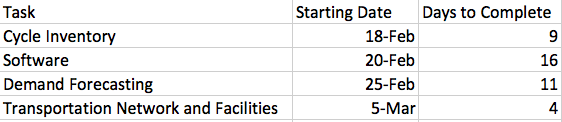 Task Starting Date Days to Complete
Cycle Inventory 18-Feb 9
Software 20-Feb 16
Demand Forecasting 25-Feb 11
Transportation Network and Facilities 5-Mar 4